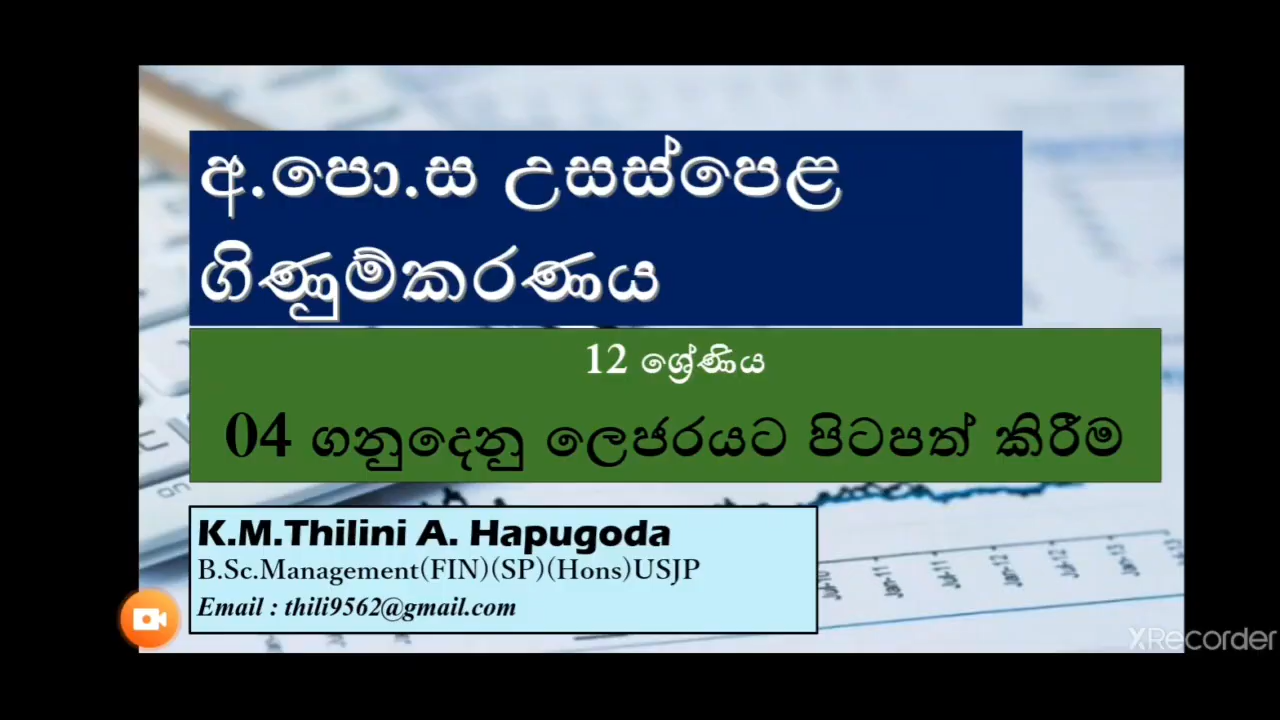 අ.පො.ස උසස්පෙළ
ගිණුම්කරණය
12 ශ්‍රේණිය
04 ගනුදෙනු ලෙජරයට පිටපත් කිරීම
K.M.Thilini A. Hapugoda
B.Sc.Management(FIN)(SP)(Hons)USJP
Email : thili9562@gmail.com
XRecorder